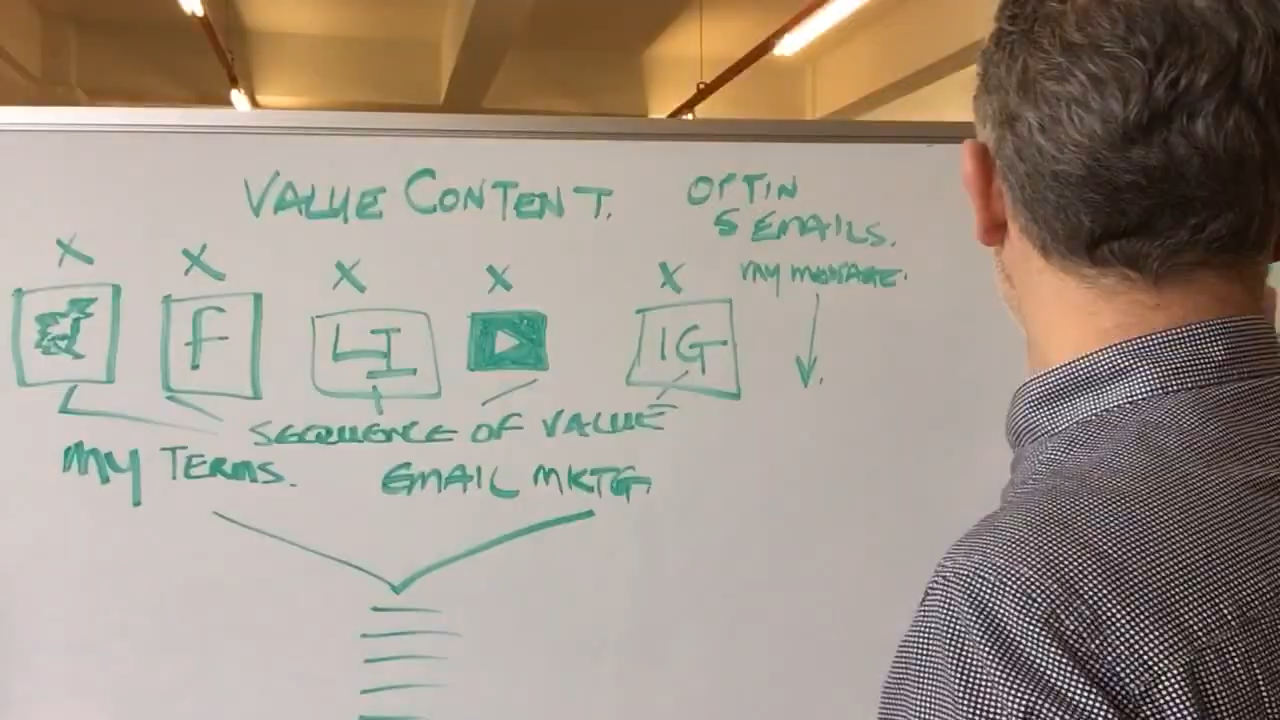 VALUE CONTENT.
OPTIN
5 EMAILS.
MY MESSAGE.
X X X X X
f LI IG
SEQUENCE OF VALUE
MY TERMS.
EMAIL MKTG.